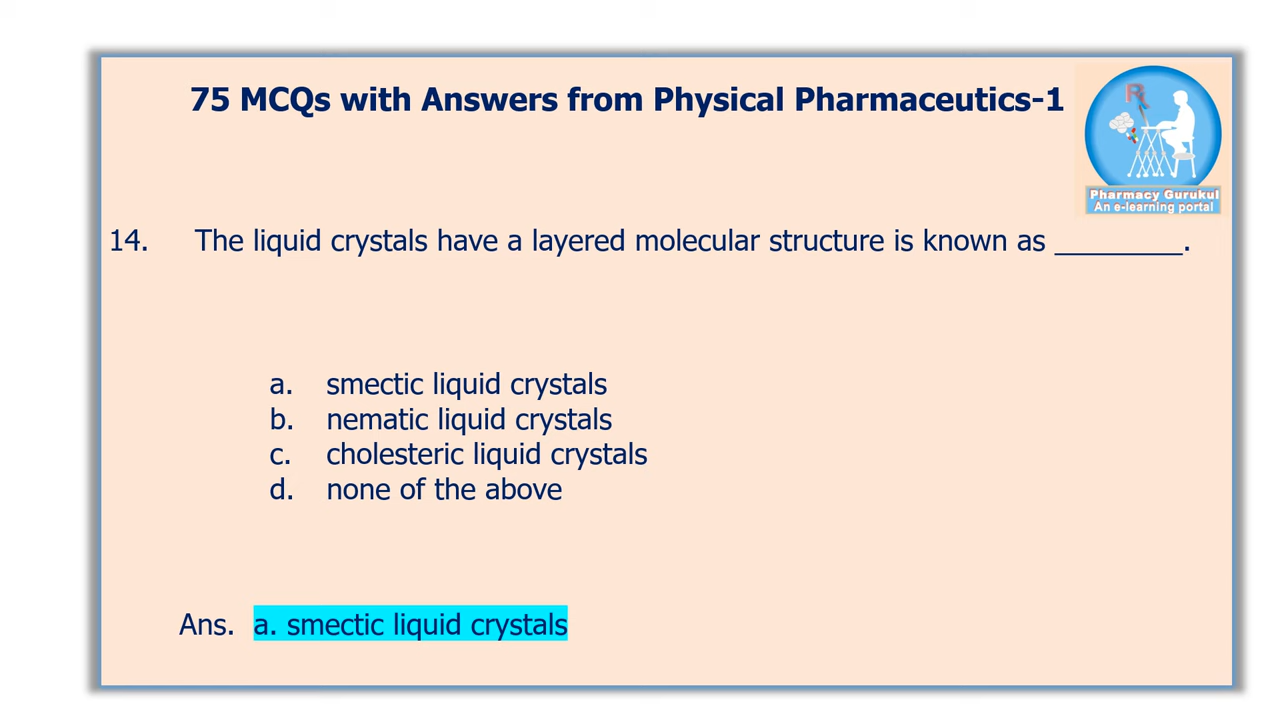 75 MCQs with Answers from Physical Pharmaceutics-1
Rx
Pharmacy Gurukul
An e-learning portal
14. The liquid crystals have a layered molecular structure is known as ________.
a. smectic liquid crystals
b. nematic liquid crystals
c. cholesteric liquid crystals
d. none of the above
Ans. a. smectic liquid crystals